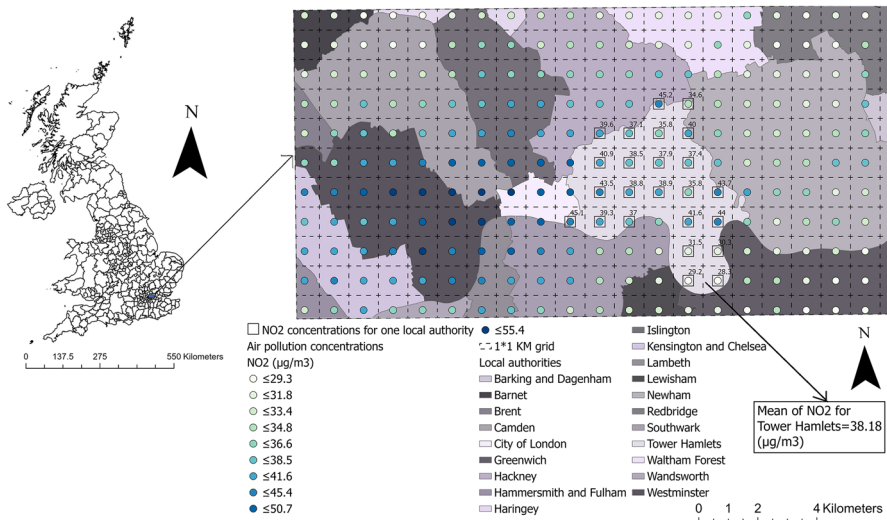 N
0 137.5 275 550 Kilometers
45.2 34.6
39.6 37.1 35.8 40
40.9 38.5 37.9 37.4
43.5 38.8 38.9 35.8 43.2
45.1 39.3 37 41.6 44
31.5 30.3
29.2 28.3
NO2 concentrations for one local authority
Air pollution concentrations
NO2 (µg/m3)
≤29.3
≤31.8
≤33.4
≤34.8
≤36.6
≤38.5
≤41.6
≤45.4
≤50.7
≤55.4
1*1 KM grid
Local authorities
Barking and Dagenham
Barnet
Brent
Camden
City of London
Greenwich
Hackney
Hammersmith and Fulham
Haringey
Islington
Kensington and Chelsea
Lambeth
Lewisham
Newham
Redbridge
Southwark
Tower Hamlets
Waltham Forest
Wandsworth
Westminster
N
Mean of NO2 for
Tower Hamlets=38.18
(µg/m3)
0 1 2 4 Kilometers